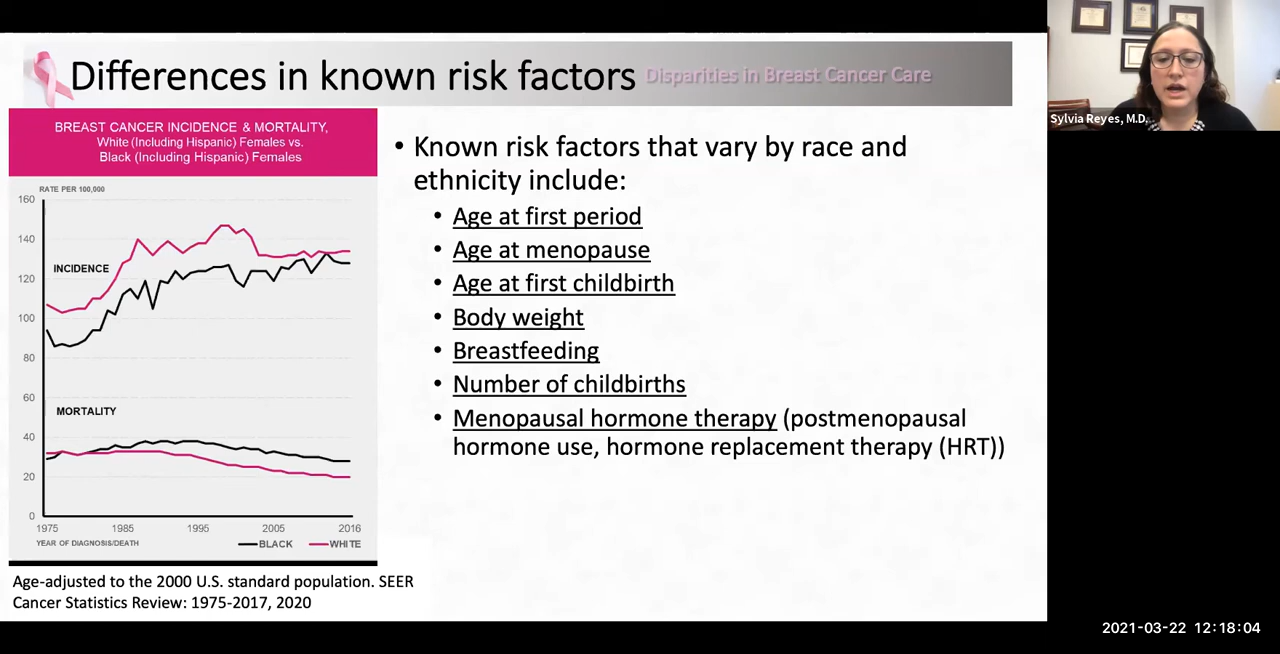 Differences in known risk factors
Disparities in Breast Cancer Care
BREAST CANCER INCIDENCE & MORTALITY,
White (Including Hispanic) Females vs.
Black (Including Hispanic) Females
RATE PER 100,000
160
140
120
100
80
60
40
20
0
INCIDENCE
MORTALITY
1975
1985
1995
2005
2016
YEAR OF DIAGNOSIS/DEATH
BLACK
WHITE
Age-adjusted to the 2000 U.S. standard population. SEER
Cancer Statistics Review: 1975-2017, 2020
• Known risk factors that vary by race and
ethnicity include:
• Age at first period
• Age at menopause
• Age at first childbirth
• Body weight
• Breastfeeding
• Number of childbirths
• Menopausal hormone therapy (postmenopausal
hormone use, hormone replacement therapy (HRT))
Sylvia Reyes, M.D.
2021-03-22 12:18:04